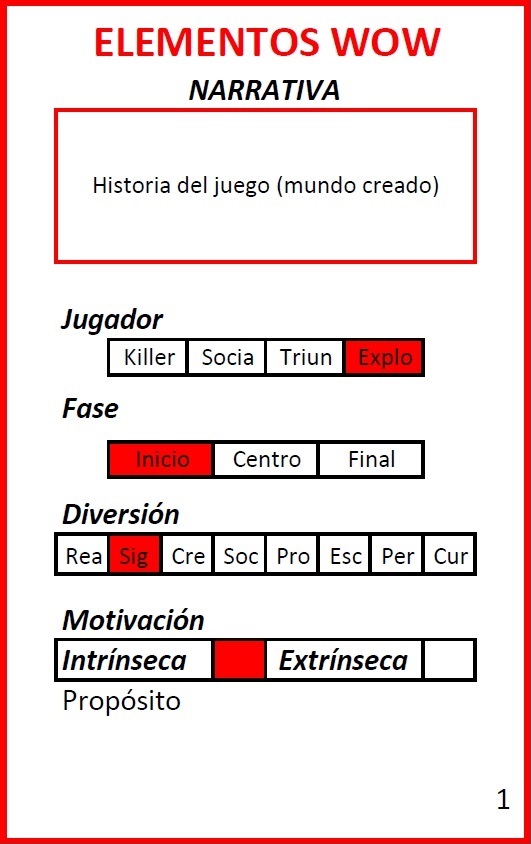 ELEMENTOS WOW
NARRATIVA
Historia del juego (mundo creado)
Jugador
Killer Socia Triun Explo
Fase
Inicio Centro Final
Diversión
Rea Sig Cre Soc Pro Esc Per Cur
Motivación
Intrínseca Extrínseca
Propósito
1